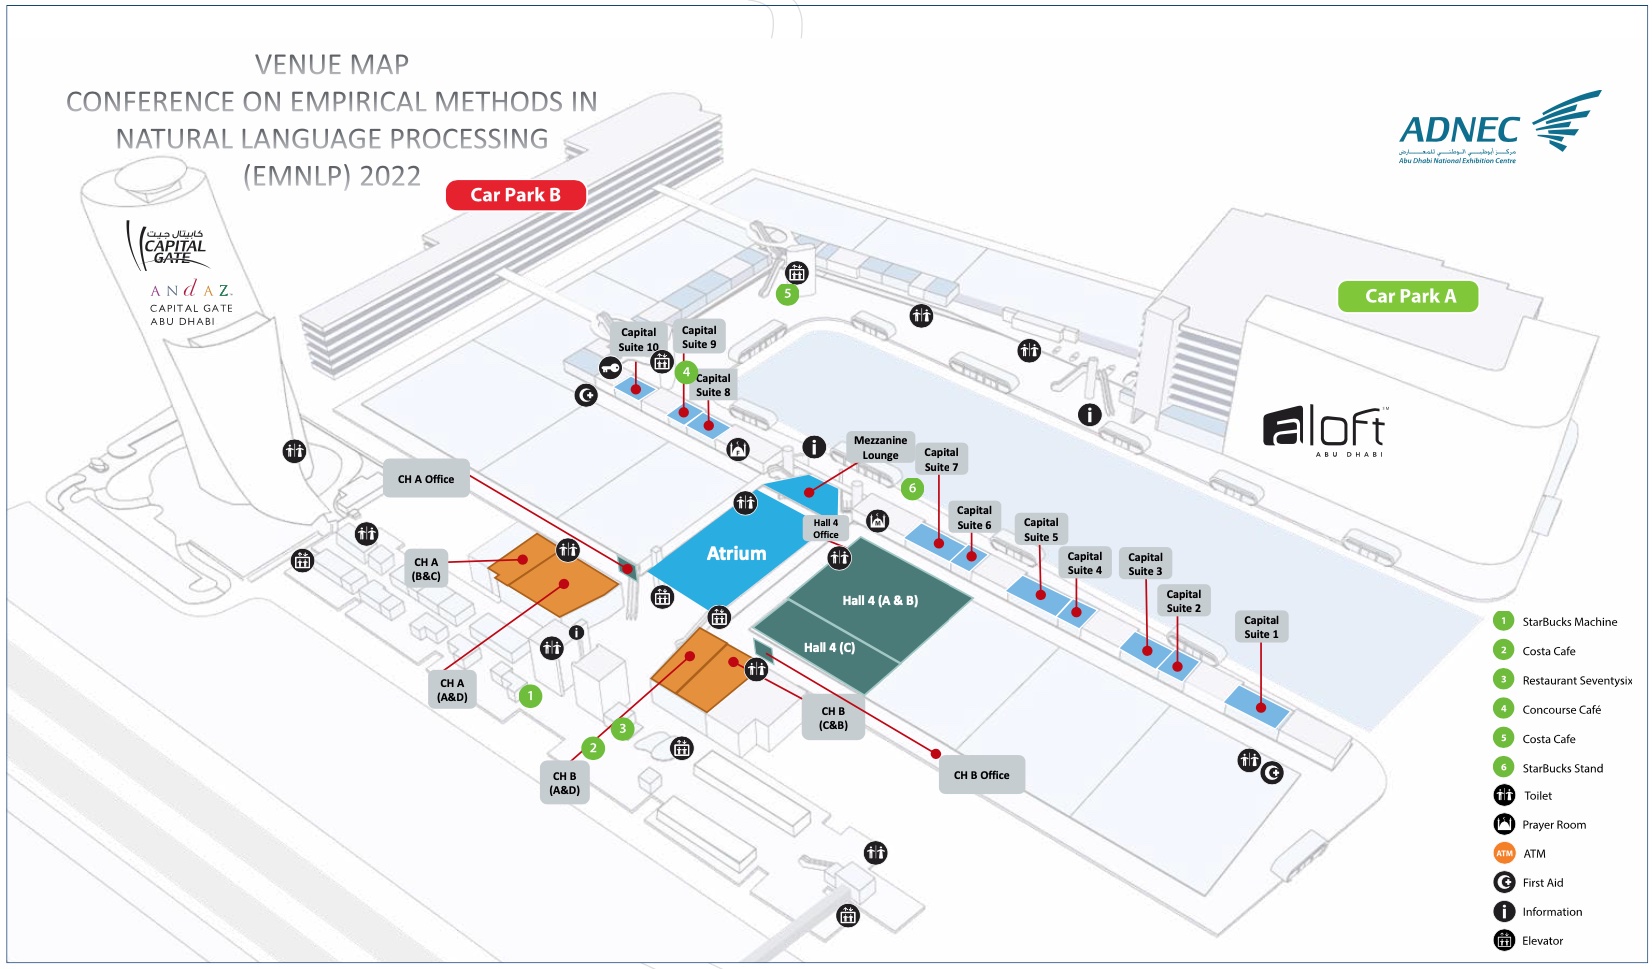 VENUE MAP
CONFERENCE ON EMPIRICAL METHODS IN
NATURAL LANGUAGE PROCESSING
(EMNLP) 2022
ADNEC
مركز أبوظبي الوطني للمعارض
Abu Dhabi National Exhibition Centre
Car Park B
كابيتال جيت
CAPITAL
GATE
ANdAZ
CAPITAL GATE
ABU DHABI
Car Park A
5
Capital
Suite 10
Capital
Suite 9
4
Capital
Suite 8
aloft
ABU DHABI
Mezzanine
Lounge
Capital
Suite 7
6
CH A Office
Capital
Suite 6
Hall 4
Office
Capital
Suite 5
Atrium
CH A
(B&C)
Capital
Suite 4
Capital
Suite 3
Capital
Suite 2
Hall 4 (A & B)
Capital
Suite 1
Hall 4 (C)
CH A
(A&D)
1
CH B
(C&B)
3
2
CH B
(A&D)
CH B Office
1 StarBucks Machine
2 Costa Cafe
3 Restaurant Seventysix
4 Concourse Café
5 Costa Cafe
6 StarBucks Stand
Toilet
Prayer Room
ATM ATM
First Aid
i Information
Elevator